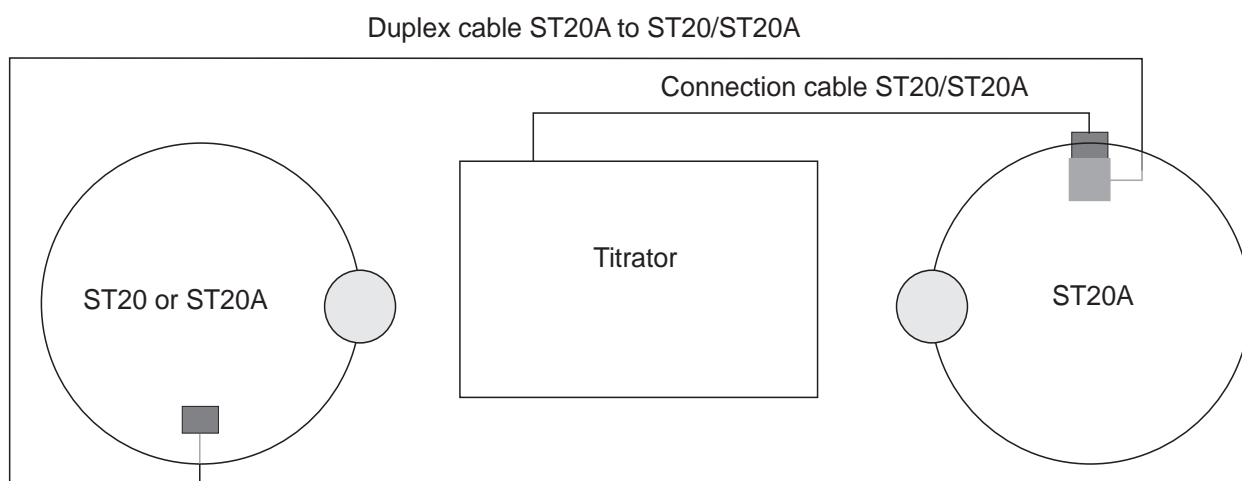 Duplex cable ST20A to ST20/ST20A
Connection cable ST20/ST20A
Titrator
ST20 or ST20A
ST20A